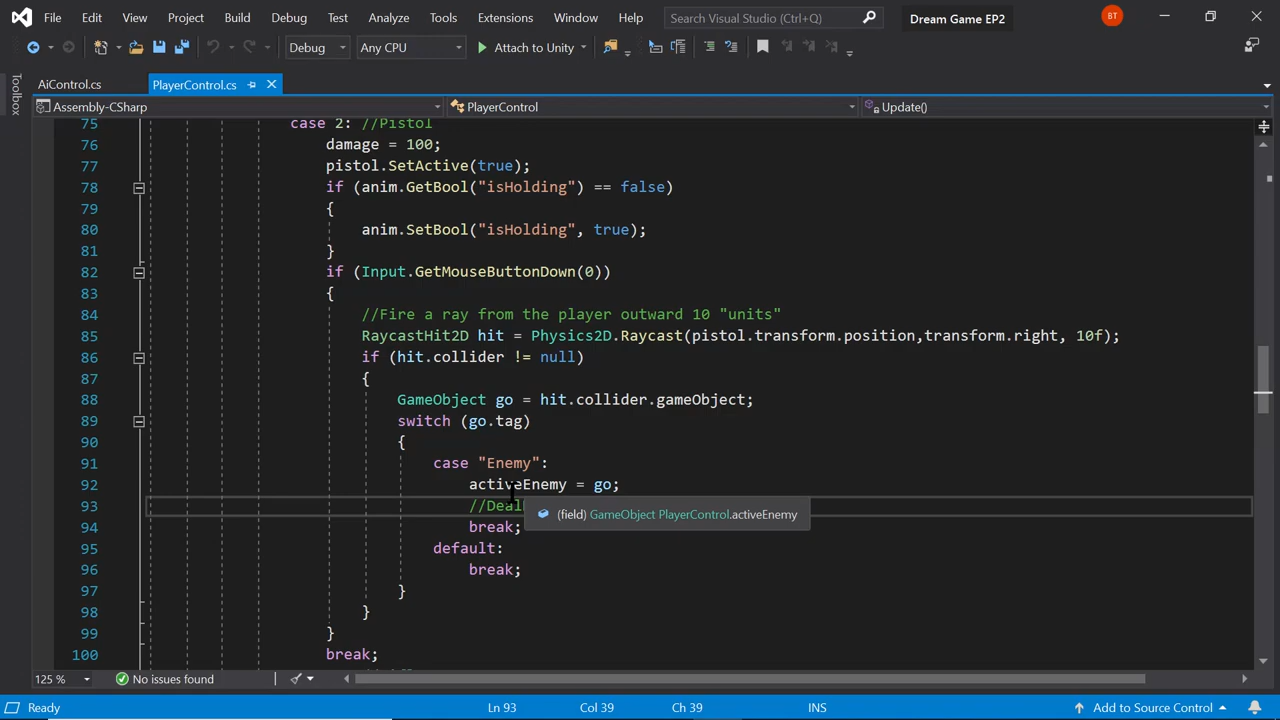 File Edit View Project Build Debug Test Analyze Tools Extensions Window Help Search Visual Studio (Ctrl+Q) Dream Game EP2 BT
Debug Any CPU Attach to Unity
AiControl.cs PlayerControl.cs
Toolbox
Assembly-CSharp PlayerControl Update()
75 case 2: //Pistol
76 damage = 100;
77 pistol.SetActive(true);
78 if (anim.GetBool("isHolding") == false)
79 {
80 anim.SetBool("isHolding", true);
81 }
82 if (Input.GetMouseButtonDown(0))
83 {
84 //Fire a ray from the player outward 10 "units"
85 RaycastHit2D hit = Physics2D.Raycast(pistol.transform.position,transform.right, 10f);
86 if (hit.collider != null)
87 {
88 GameObject go = hit.collider.gameObject;
89 switch (go.tag)
90 {
91 case "Enemy":
92 activeEnemy = go;
93 //Deal
(field) GameObject PlayerControl.activeEnemy
94 break;
95 default:
96 break;
97 }
98 }
99 }
100 break;
125 % No issues found
Ready Ln 93 Col 39 Ch 39 INS Add to Source Control